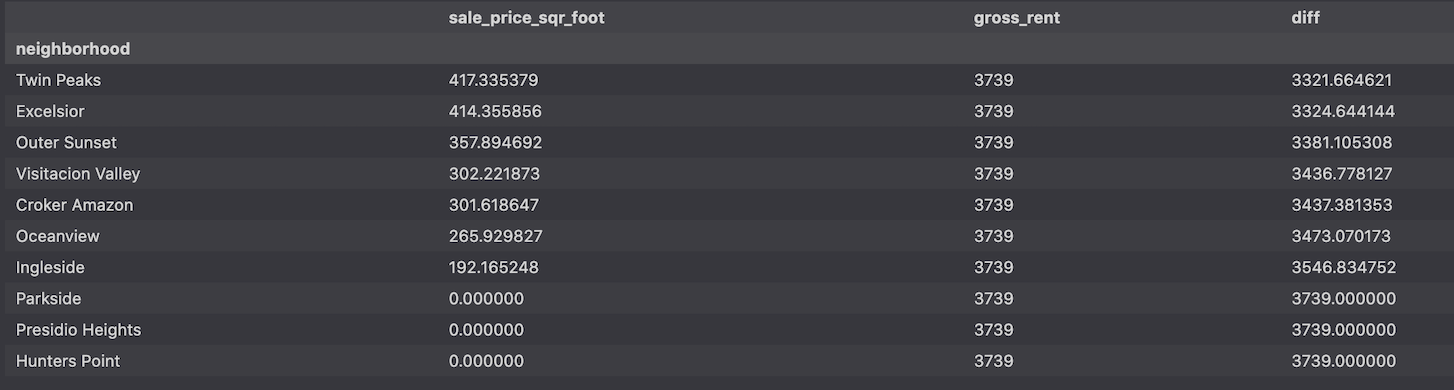 sale_price_sqr_foot gross_rent diff
neighborhood
Twin Peaks 417.335379 3739 3321.664621
Excelsior 414.355856 3739 3324.644144
Outer Sunset 357.894692 3739 3381.105308
Visitacion Valley 302.221873 3739 3436.778127
Croker Amazon 301.618647 3739 3437.381353
Oceanview 265.929827 3739 3473.070173
Ingleside 192.165248 3739 3546.834752
Parkside 0.000000 3739 3739.000000
Presidio Heights 0.000000 3739 3739.000000
Hunters Point 0.000000 3739 3739.000000